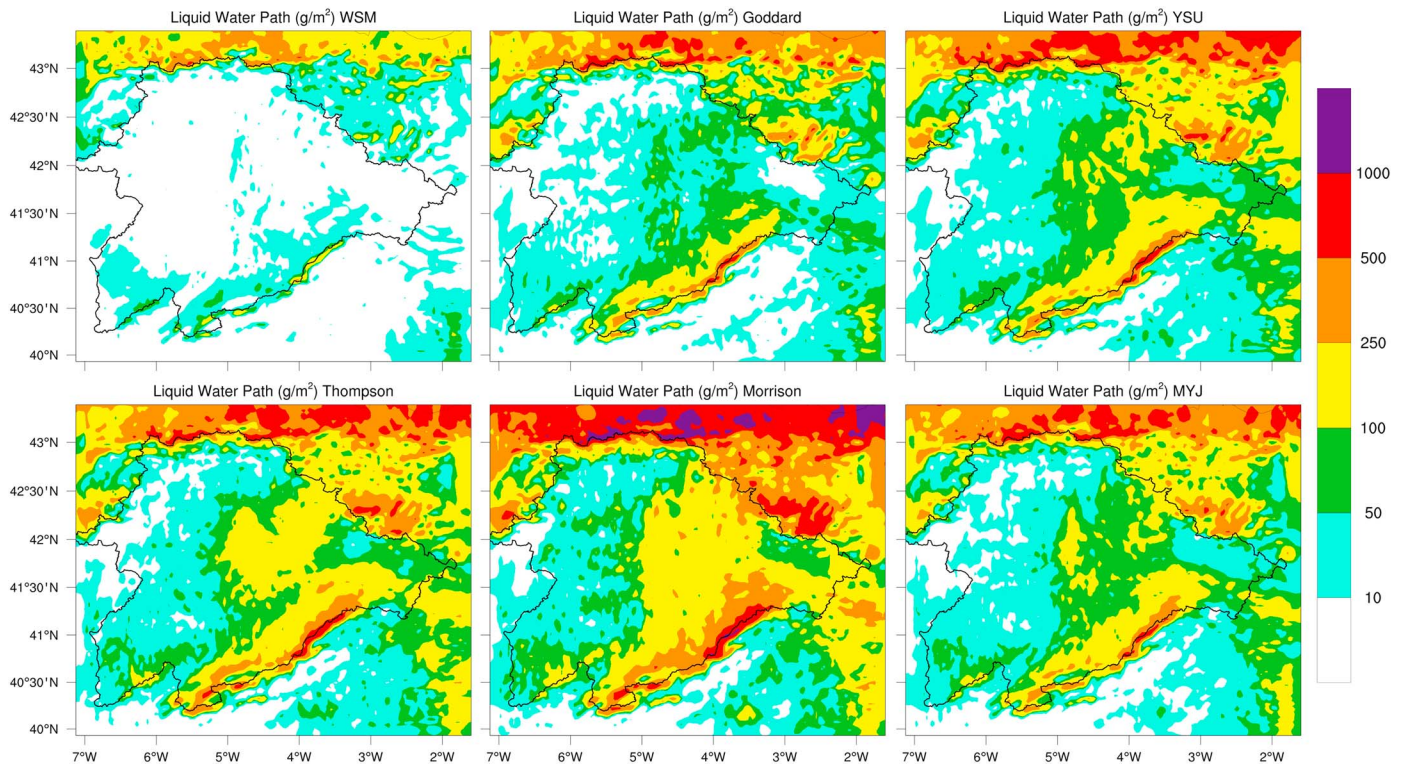 Liquid Water Path (g/m²) WSM
Liquid Water Path (g/m²) Goddard
Liquid Water Path (g/m²) YSU
43°N
42°30'N
42°N
41°30'N
41°N
40°30'N
40°N
1000
500
250
100
50
10
Liquid Water Path (g/m²) Thompson
Liquid Water Path (g/m²) Morrison
Liquid Water Path (g/m²) MYJ
43°N
42°30'N
42°N
41°30'N
41°N
40°30'N
40°N
7°W 6°W 5°W 4°W 3°W 2°W
7°W 6°W 5°W 4°W 3°W 2°W
7°W 6°W 5°W 4°W 3°W 2°W